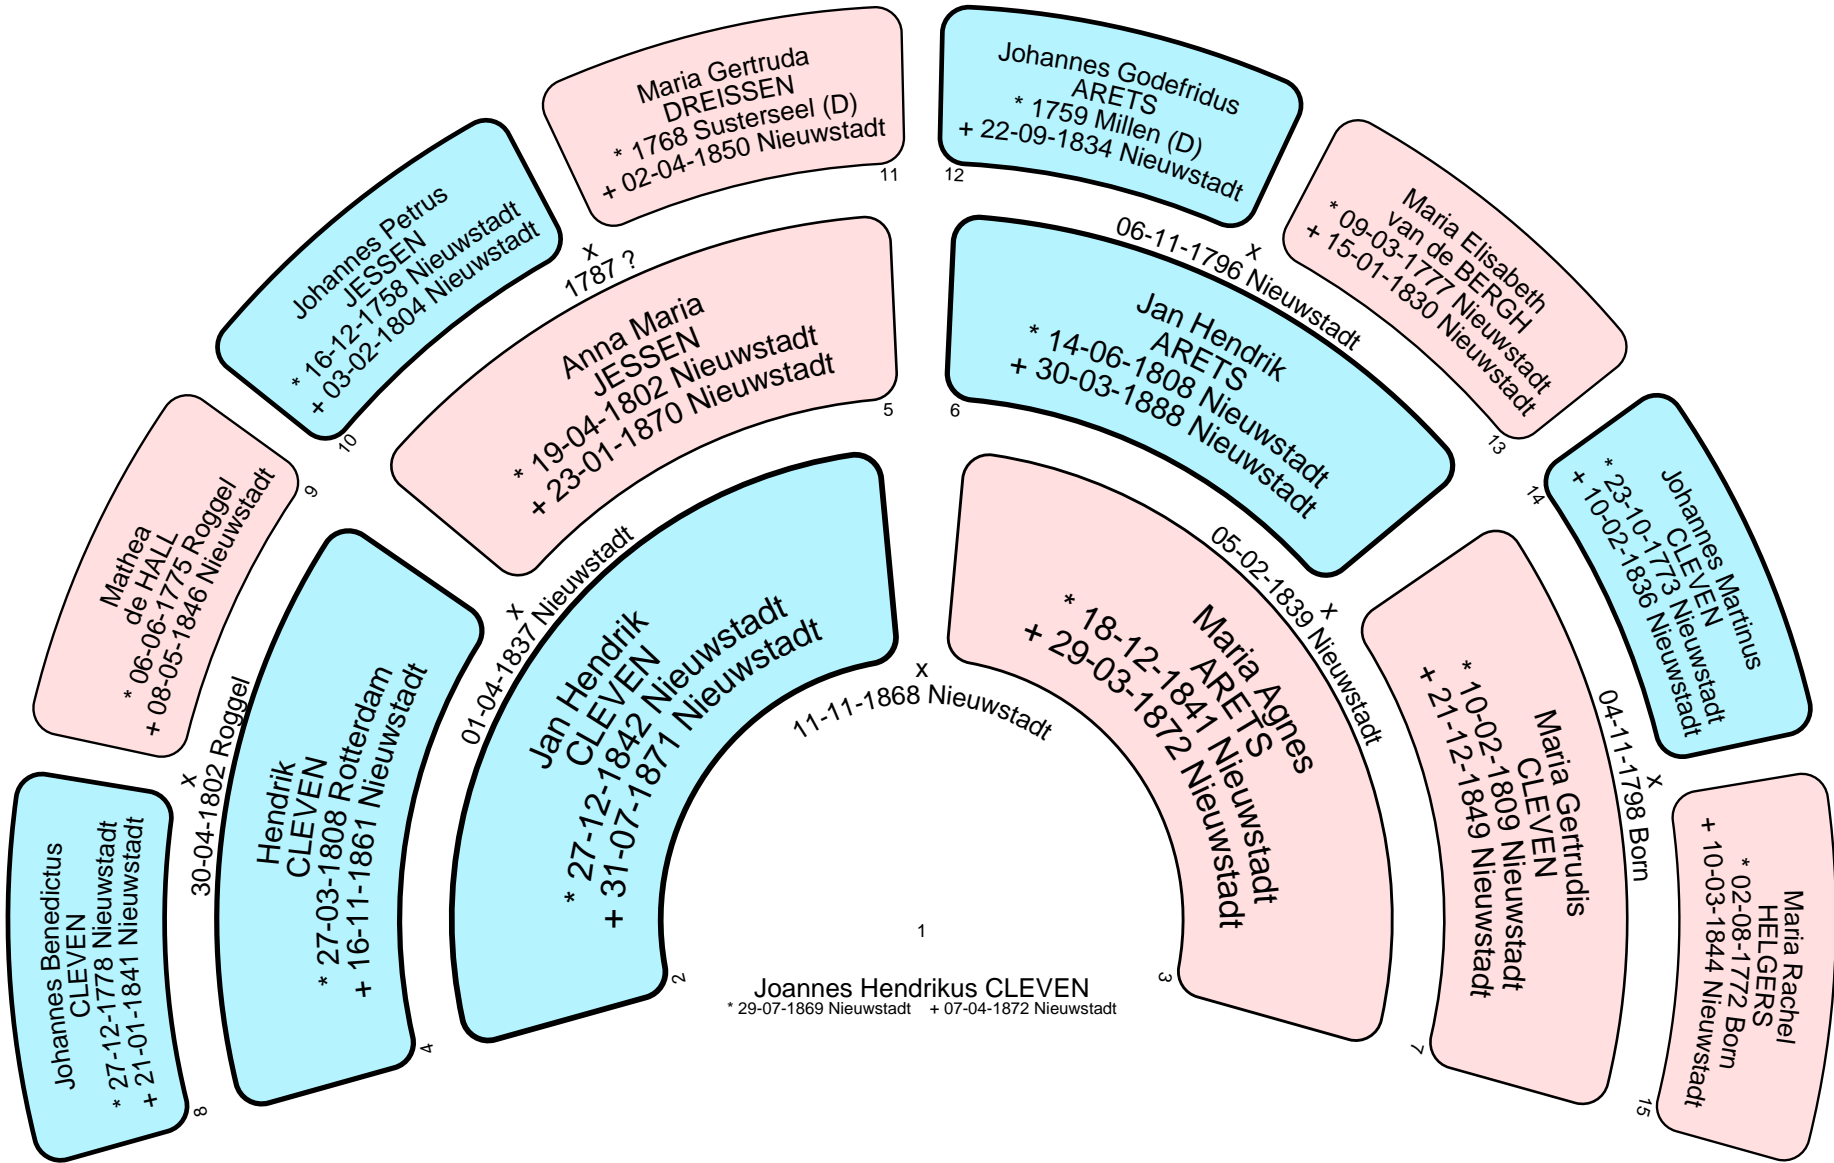 Maria Gertruda
DREISSEN
* 1768 Susterseel (D)
+ 02-04-1850 Nieuwstadt
11
Johannes Godefridus
ARETS
* 1759 Millen (D)
+ 22-09-1834 Nieuwstadt
12
Johannes Petrus
JESSEN
* 16-12-1758 Nieuwstadt
+ 03-02-1804 Nieuwstadt
10
x
1787 ?
x
06-11-1796 Nieuwstadt
Maria Elisabeth
van de BERGH
* 09-03-1777 Nieuwstadt
+ 15-01-1830 Nieuwstadt
13
Mathea
de HALL
* 06-06-1775 Roggel
+ 08-05-1846 Nieuwstadt
9
Anna Maria
JESSEN
* 19-04-1802 Nieuwstadt
+ 23-01-1870 Nieuwstadt
5
Jan Hendrik
ARETS
* 14-06-1808 Nieuwstadt
+ 30-03-1888 Nieuwstadt
6
Johannes Martinus
CLEVEN
* 23-10-1773 Nieuwstadt
+ 10-02-1836 Nieuwstadt
14
Johannes Benedictus
CLEVEN
* 27-12-1778 Nieuwstadt
+ 21-01-1841 Nieuwstadt
8
x
30-04-1802 Roggel
Hendrik
CLEVEN
* 27-03-1808 Rotterdam
+ 16-11-1861 Nieuwstadt
4
x
01-04-1837 Nieuwstadt
Jan Hendrik
CLEVEN
* 27-12-1842 Nieuwstadt
+ 31-07-1871 Nieuwstadt
2
x
11-11-1868 Nieuwstadt
Maria Agnes
ARETS
* 18-12-1841 Nieuwstadt
+ 29-03-1872 Nieuwstadt
3
x
05-02-1839 Nieuwstadt
Maria Gertrudis
CLEVEN
* 10-02-1809 Nieuwstadt
+ 21-12-1849 Nieuwstadt
7
x
04-11-1798 Born
Maria Rachel
HELGERS
* 02-08-1772 Born
+ 10-03-1844 Nieuwstadt
15
1
Joannes Hendrikus CLEVEN
* 29-07-1869 Nieuwstadt + 07-04-1872 Nieuwstadt